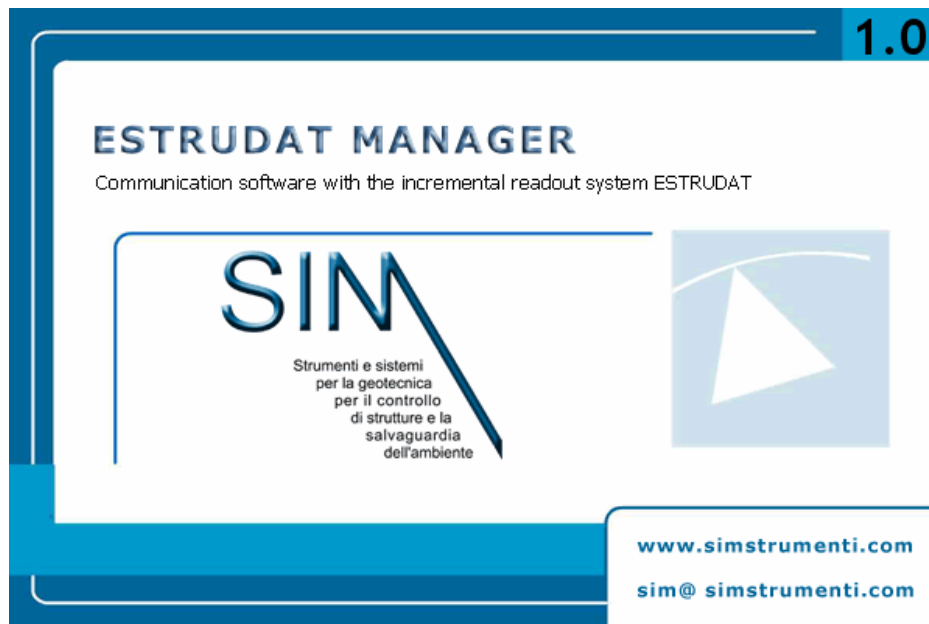 1.0
ESTRUDAT MANAGER
Communication software with the incremental readout system ESTRUDAT
SIM
Strumenti e sistemi
per la geotecnica
per il controllo
di strutture e la
salvaguardia
dell'ambiente
www.simstrumenti.com
sim@ simstrumenti.com